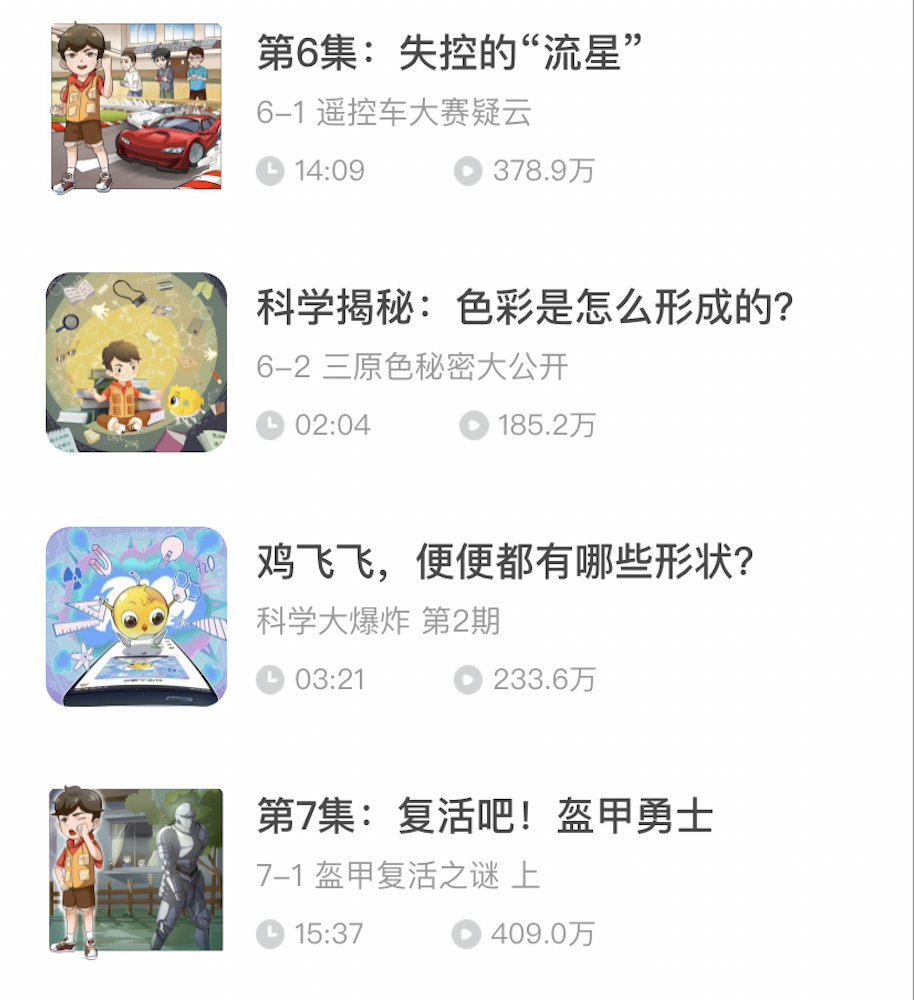 第6集：失控的“流星”
6-1 遥控车大赛疑云
14:09 378.9万
科学揭秘：色彩是怎么形成的？
6-2 三原色秘密大公开
02:04 185.2万
H₂O
鸡飞飞，便便都有哪些形状？
科学大爆炸 第2期
03:21 233.6万
第7集：复活吧！盔甲勇士
7-1 盔甲复活之谜 上
15:37 409.0万